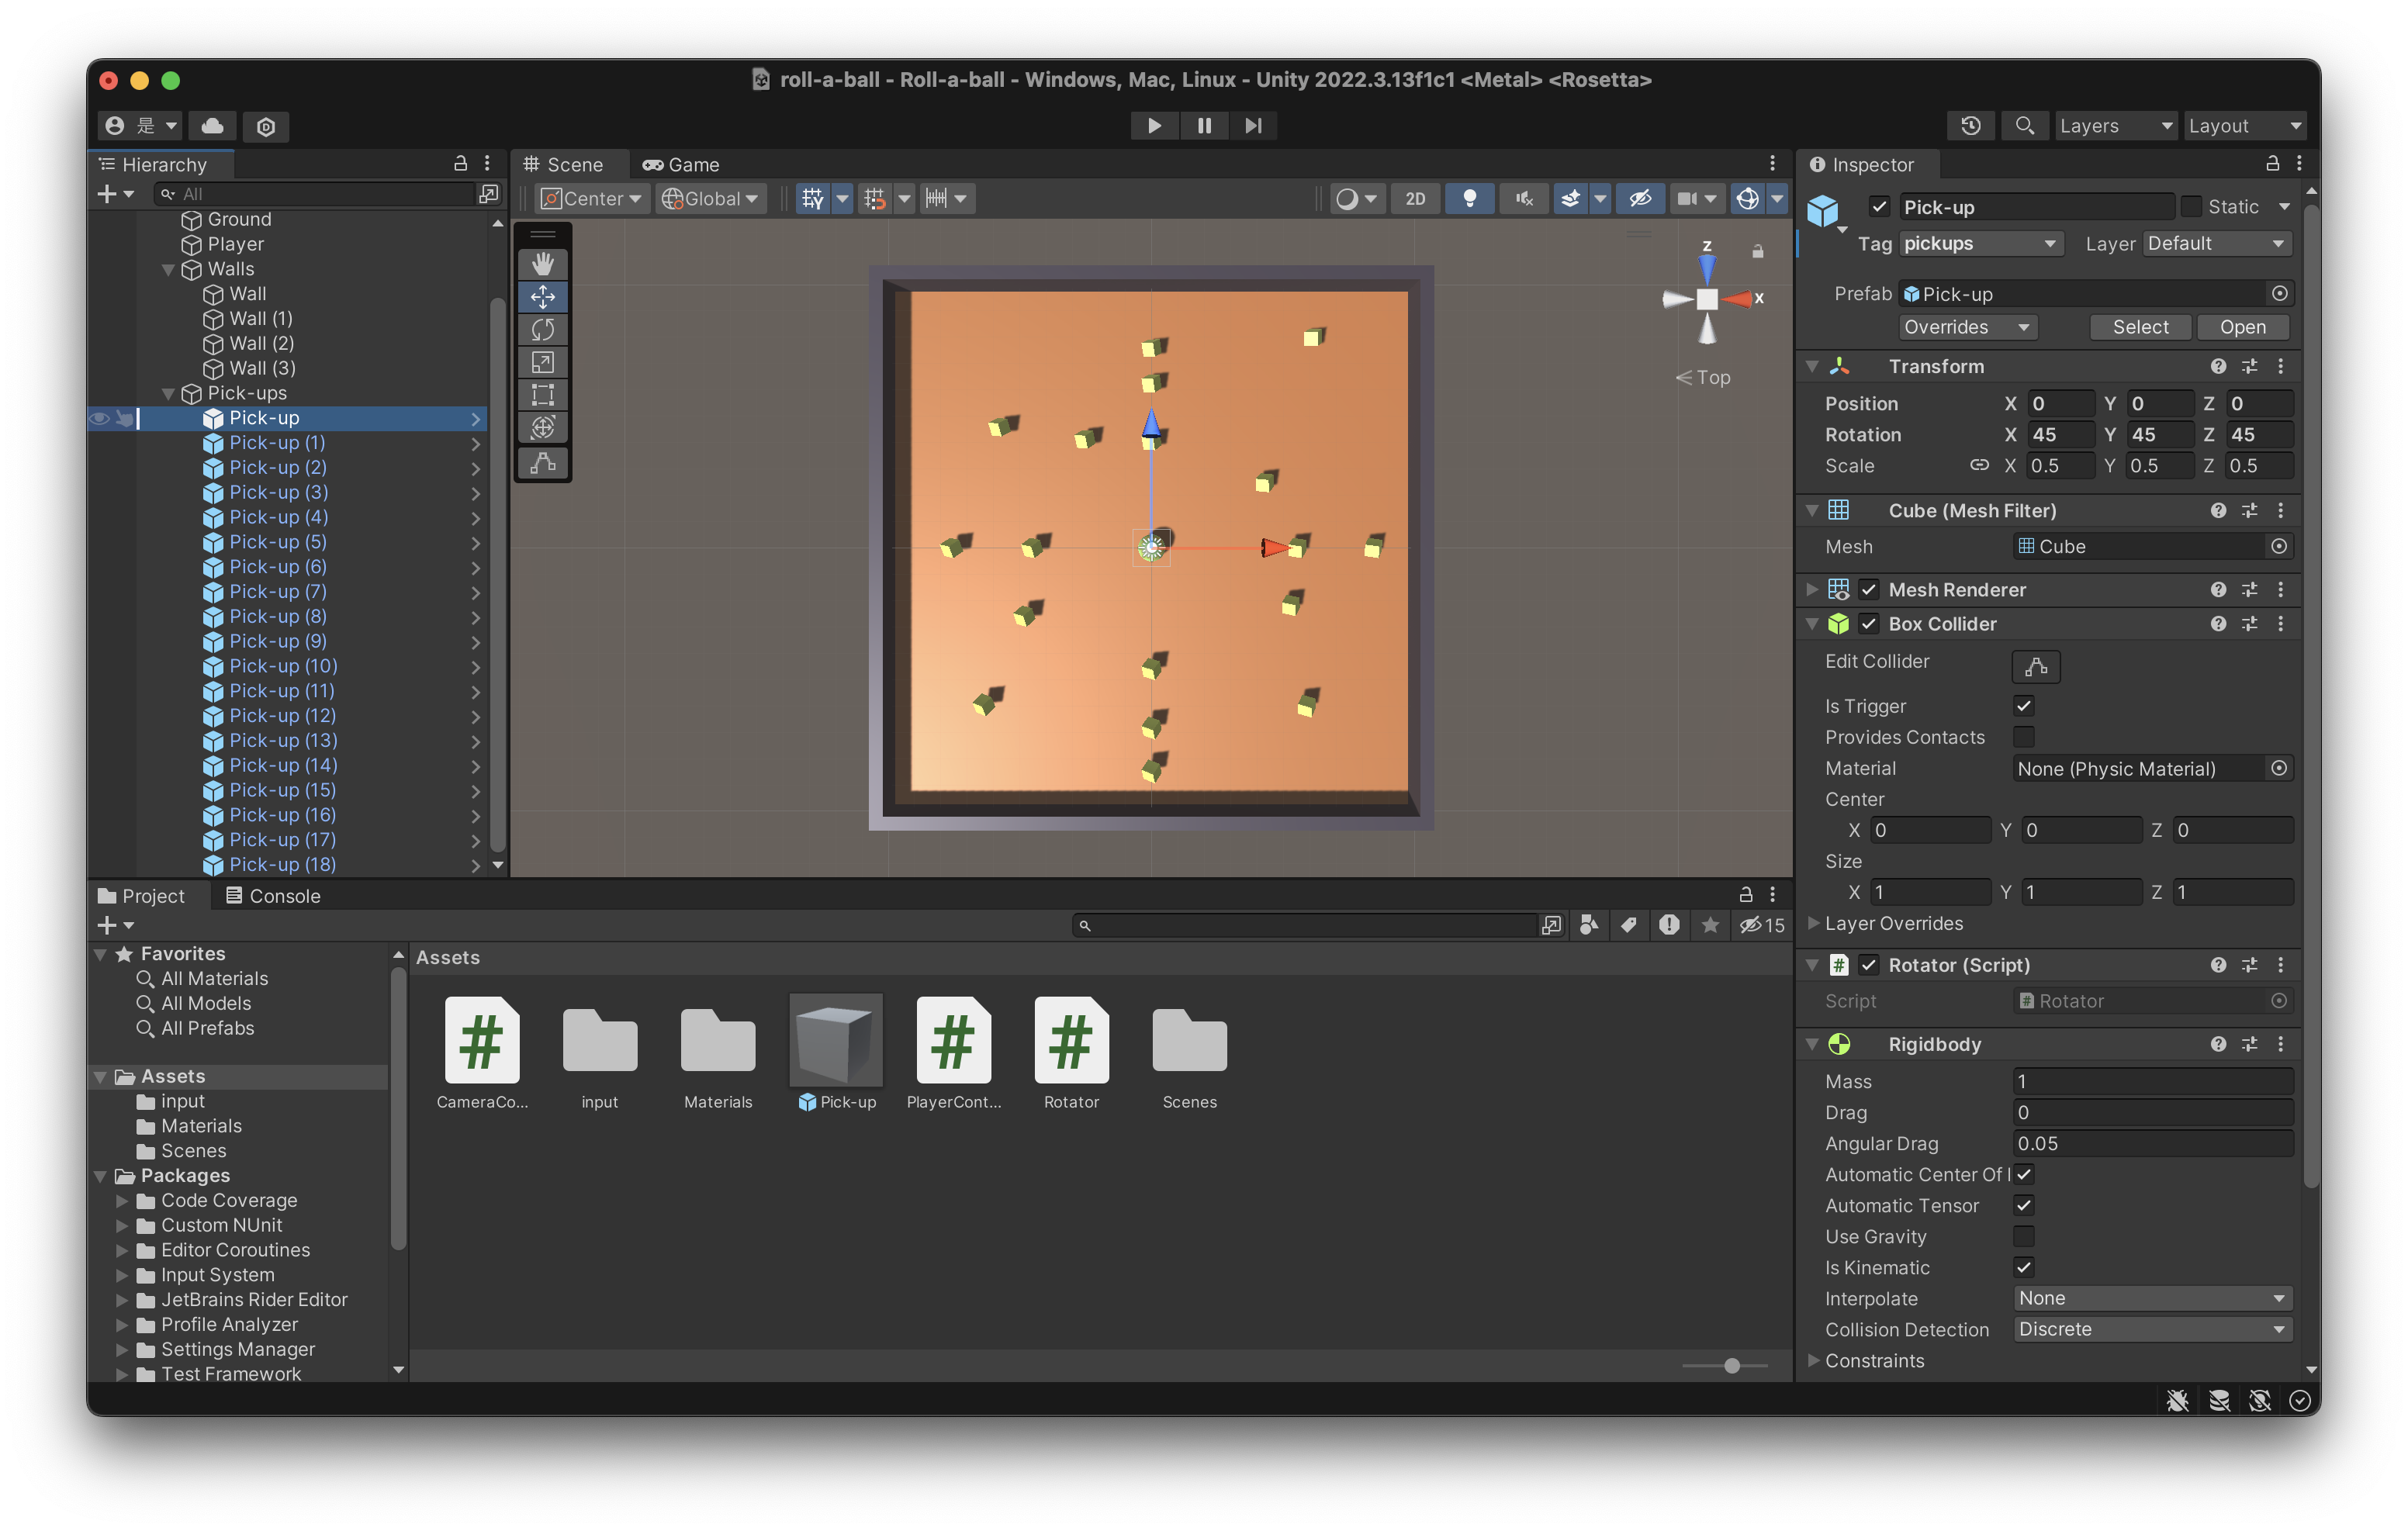 roll-a-ball - Roll-a-ball - Windows, Mac, Linux - Unity 2022.3.13f1c1 <Metal> <Rosetta>
是
Layers
Layout
Hierarchy
All
Ground
Player
Walls
Wall
Wall (1)
Wall (2)
Wall (3)
Pick-ups
Pick-up
Pick-up (1)
Pick-up (2)
Pick-up (3)
Pick-up (4)
Pick-up (5)
Pick-up (6)
Pick-up (7)
Pick-up (8)
Pick-up (9)
Pick-up (10)
Pick-up (11)
Pick-up (12)
Pick-up (13)
Pick-up (14)
Pick-up (15)
Pick-up (16)
Pick-up (17)
Pick-up (18)
Scene
Game
Center
Global
2D
z
x
Top
Inspector
Pick-up
Static
Tag pickups Layer Default
Prefab Pick-up
Overrides Select Open
Transform
Position X 0 Y 0 Z 0
Rotation X 45 Y 45 Z 45
Scale X 0.5 Y 0.5 Z 0.5
Cube (Mesh Filter)
Mesh Cube
Mesh Renderer
Box Collider
Edit Collider
Is Trigger
Provides Contacts
Material None (Physic Material)
Center
X 0 Y 0 Z 0
Size
X 1 Y 1 Z 1
Layer Overrides
# Rotator (Script)
Script # Rotator
Rigidbody
Mass 1
Drag 0
Angular Drag 0.05
Automatic Center Of
Automatic Tensor
Use Gravity
Is Kinematic
Interpolate None
Collision Detection Discrete
Constraints
Project
Console
15
Favorites
All Materials
All Models
All Prefabs
Assets
input
Materials
Scenes
Packages
Code Coverage
Custom NUnit
Editor Coroutines
Input System
JetBrains Rider Editor
Profile Analyzer
Settings Manager
Test Framework
Assets
# # #
CameraCo... input Materials Pick-up PlayerCont... Rotator Scenes